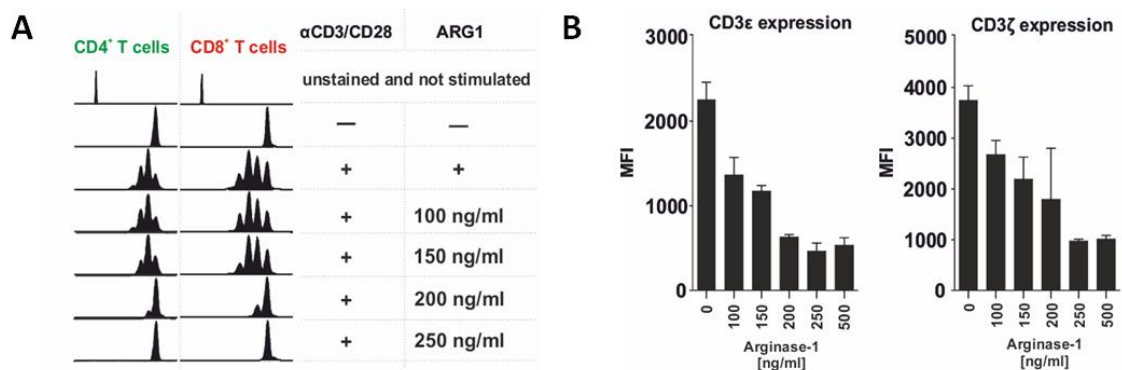 A
CD4⁺ T cells CD8⁺ T cells αCD3/CD28 ARG1
unstained and not stimulated
— —
+ +
+ 100 ng/ml
+ 150 ng/ml
+ 200 ng/ml
+ 250 ng/ml
B
CD3ε expression
3000
2000
1000
0
MFI
0 100 150 200 250 500
Arginase-1
[ng/ml]
CD3ζ expression
5000
4000
3000
2000
1000
0
MFI
0 100 150 200 250 500
Arginase-1
[ng/ml]